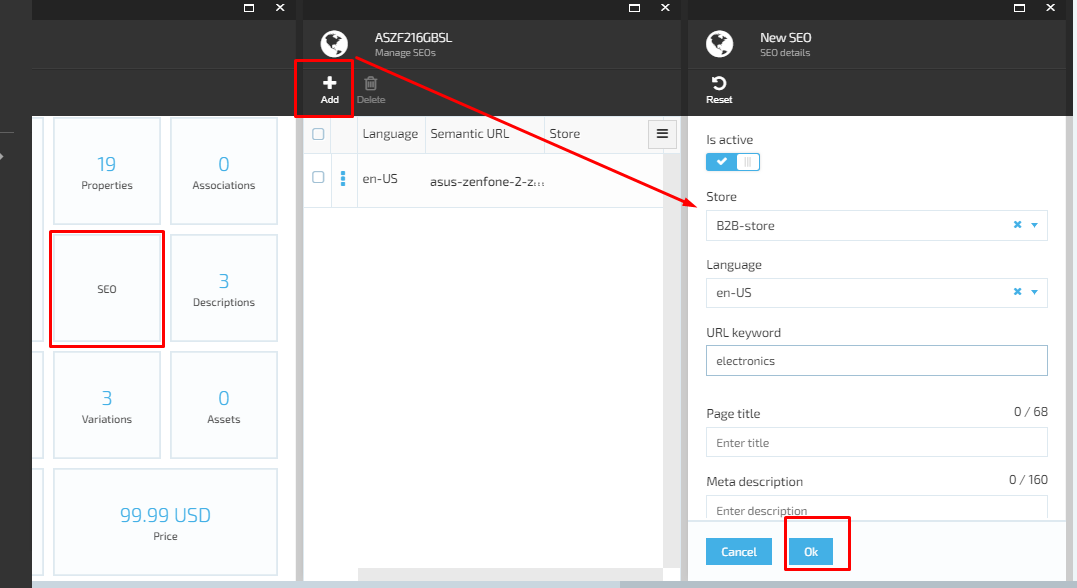 19
Properties
0
Associations
SEO
3
Descriptions
3
Variations
0
Assets
99.99 USD
Price
ASZF216GBSL
Manage SEOs
Add
Delete
Language
Semantic URL
Store
en-US
asus-zenfone-2-z...
New SEO
SEO details
Reset
Is active
Store
B2B-store
Language
en-US
URL keyword
electronics
Page title
0 / 68
Enter title
Meta description
0 / 160
Enter description
Cancel
Ok